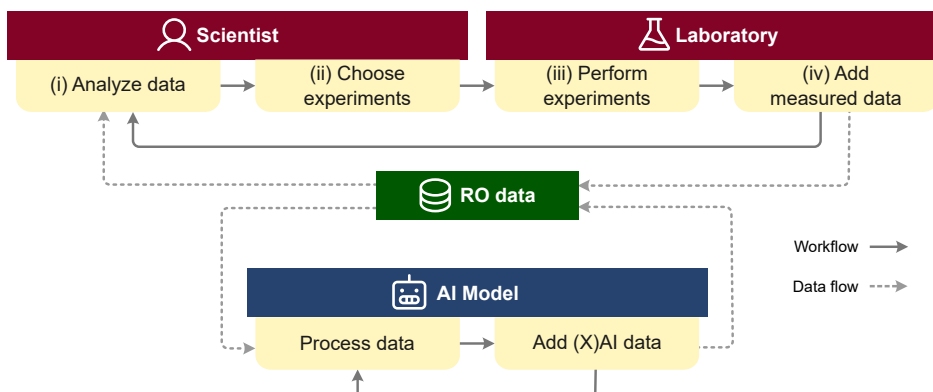 Scientist
Laboratory
(i) Analyze data
(ii) Choose
experiments
(iii) Perform
experiments
(iv) Add
measured data
RO data
Workflow
Data flow
AI Model
Process data
Add (X)AI data